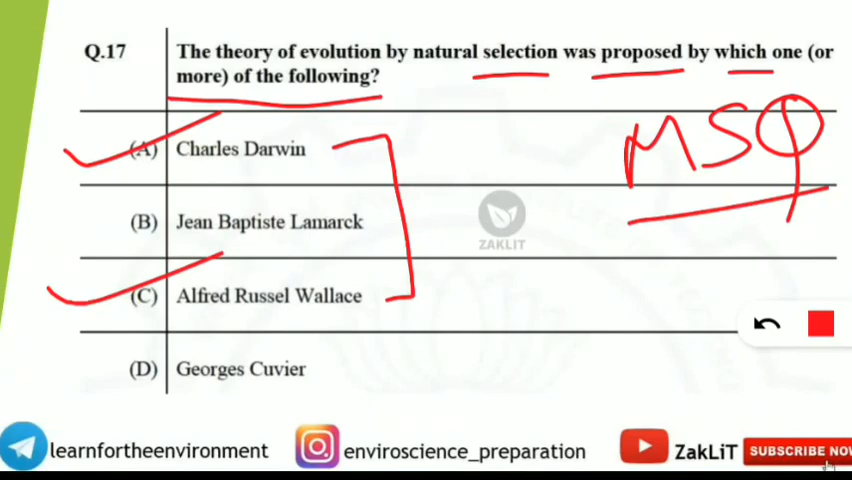 Q.17 The theory of evolution by natural selection was proposed by which one (or
more) of the following?
MSQ
(A) Charles Darwin
(B) Jean Baptiste Lamarck
ZAKLIT
(C) Alfred Russel Wallace
(D) Georges Cuvier
learnfortheenvironment enviroscience_preparation ZakLiT SUBSCRIBE NOW